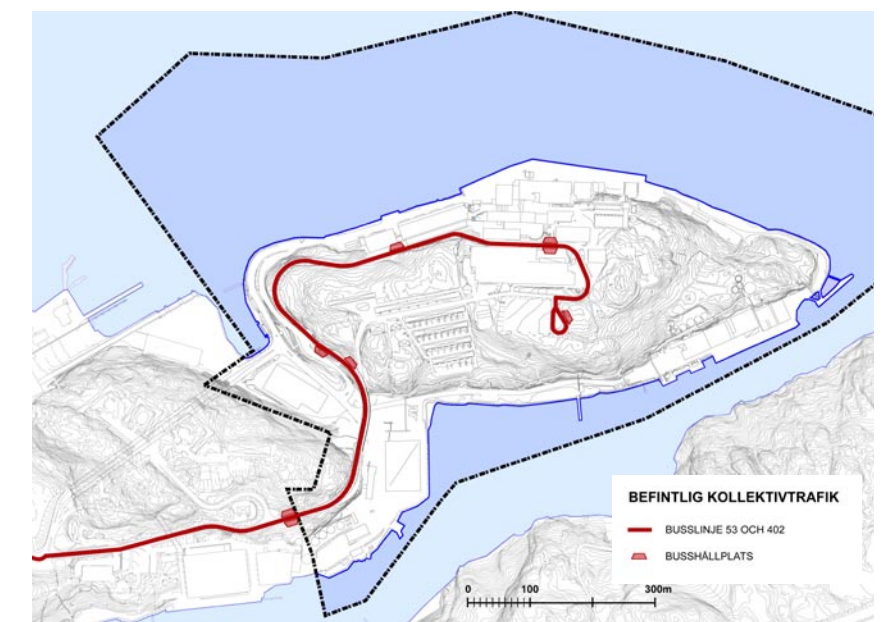 BEFINTLIG KOLLEKTIVTRAFIK
BUSSLINJE 53 OCH 402
BUSSHÅLLPLATS
0 100 300m